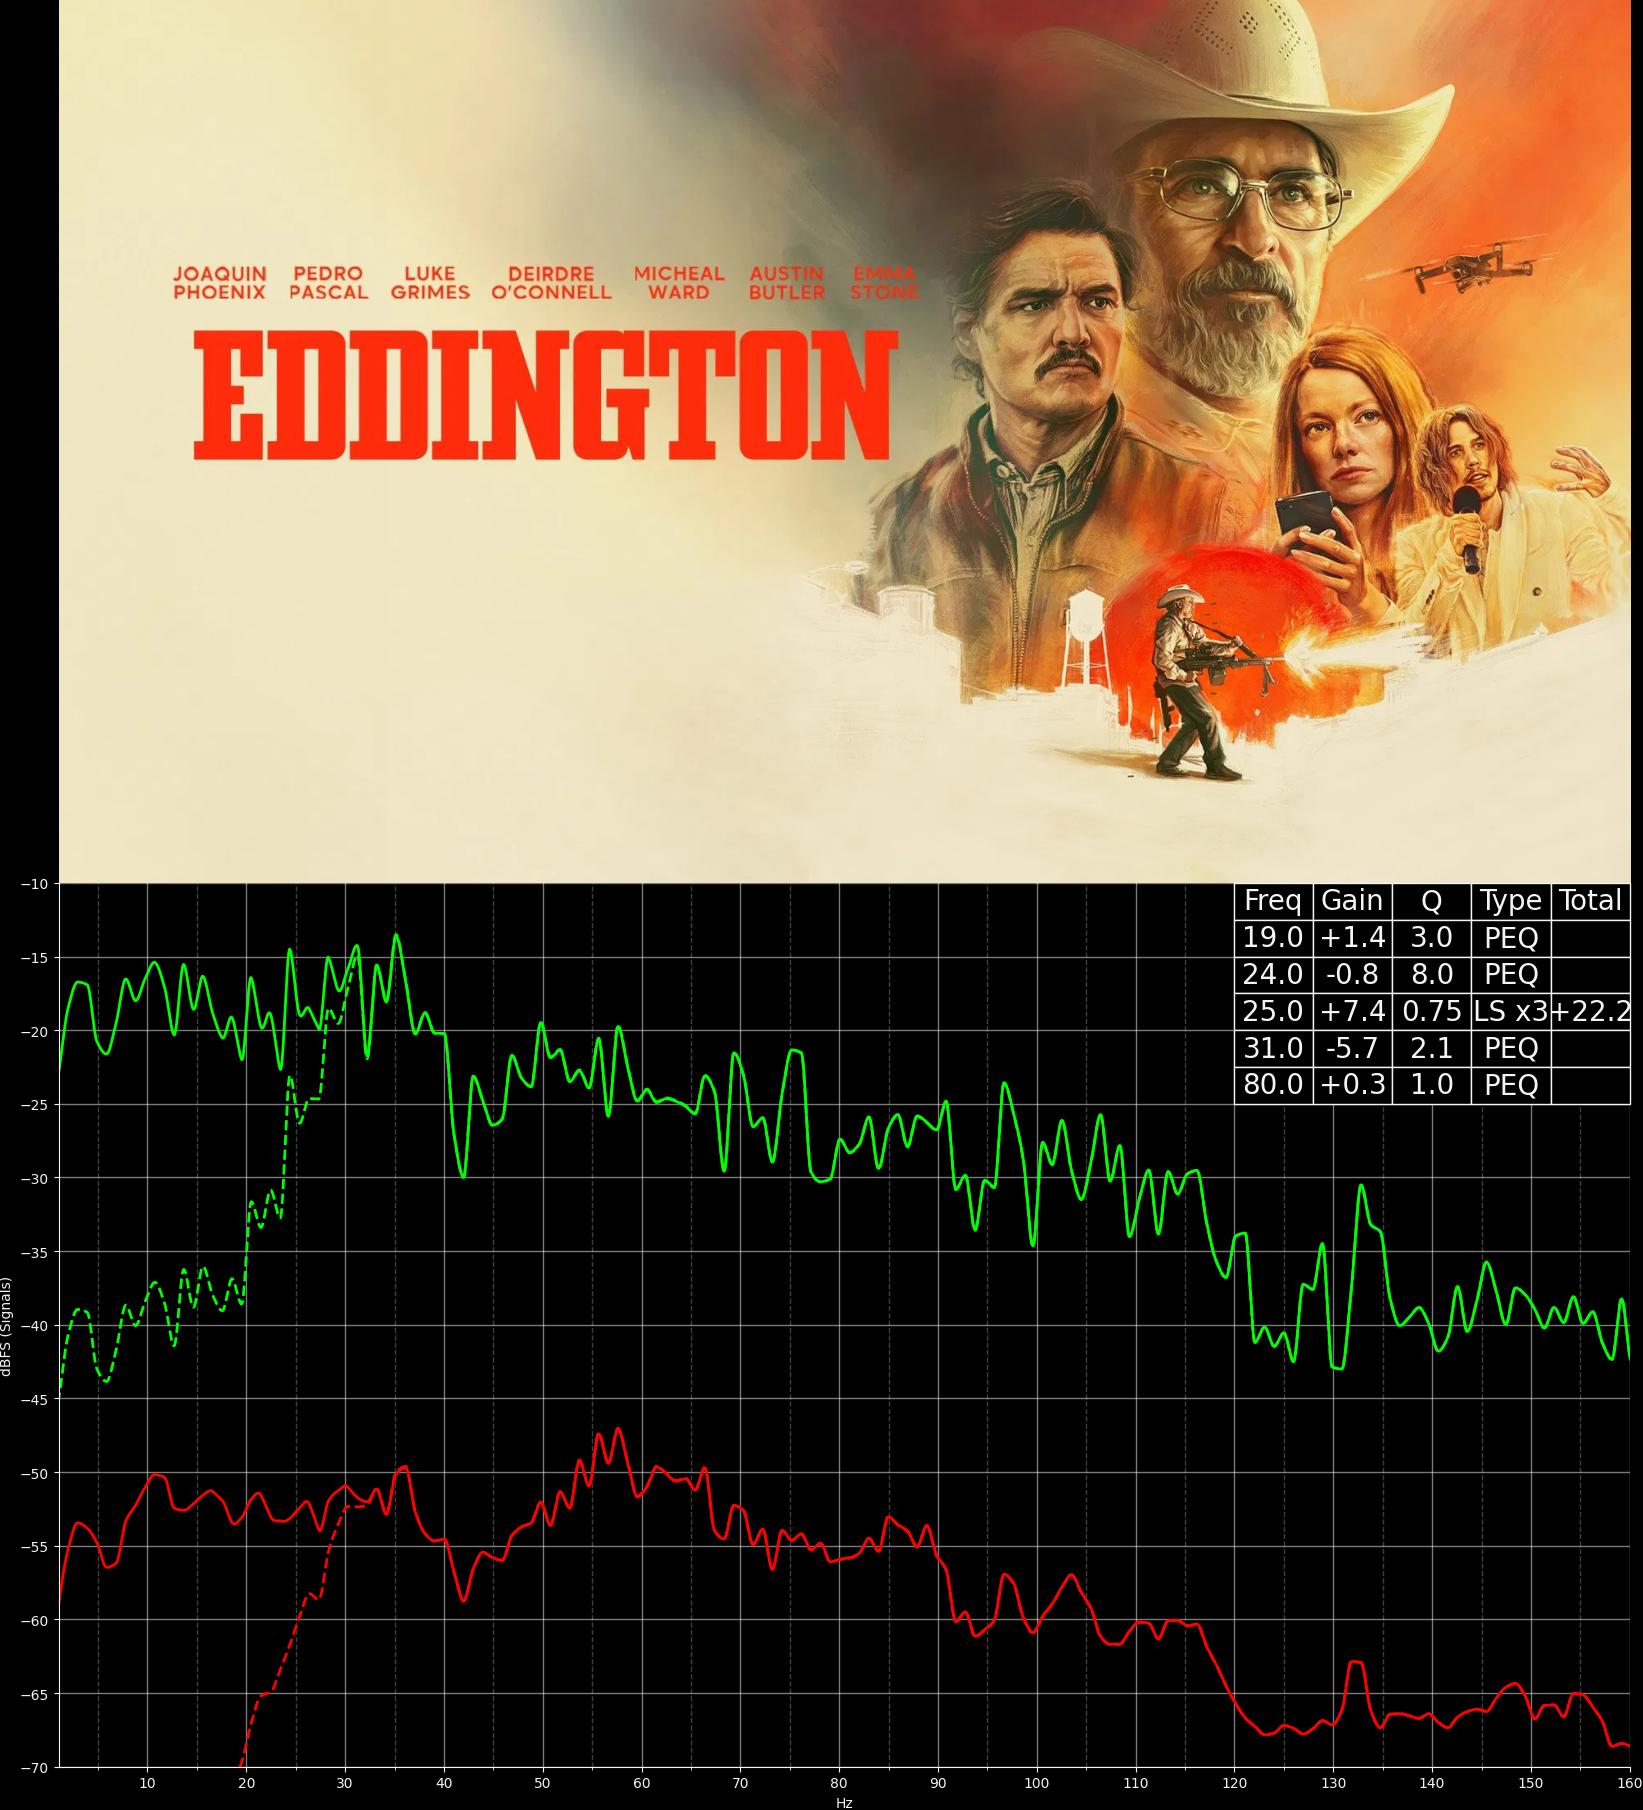 JOAQUIN PHOENIX
PEDRO PASCAL
LUKE GRIMES
DEIRDRE O'CONNELL
MICHEAL WARD
AUSTIN BUTLER
EMMA STONE
EDDINGTON
Freq Gain Q Type Total
19.0 +1.4 3.0 PEQ
24.0 -0.8 8.0 PEQ
25.0 +7.4 0.75 LS x3 +22.2
31.0 -5.7 2.1 PEQ
80.0 +0.3 1.0 PEQ
dBFS (Signals)
−10
−15
−20
−25
−30
−35
−40
−45
−50
−55
−60
−65
−70
10 20 30 40 50 60 70 80 90 100 110 120 130 140 150 160
Hz